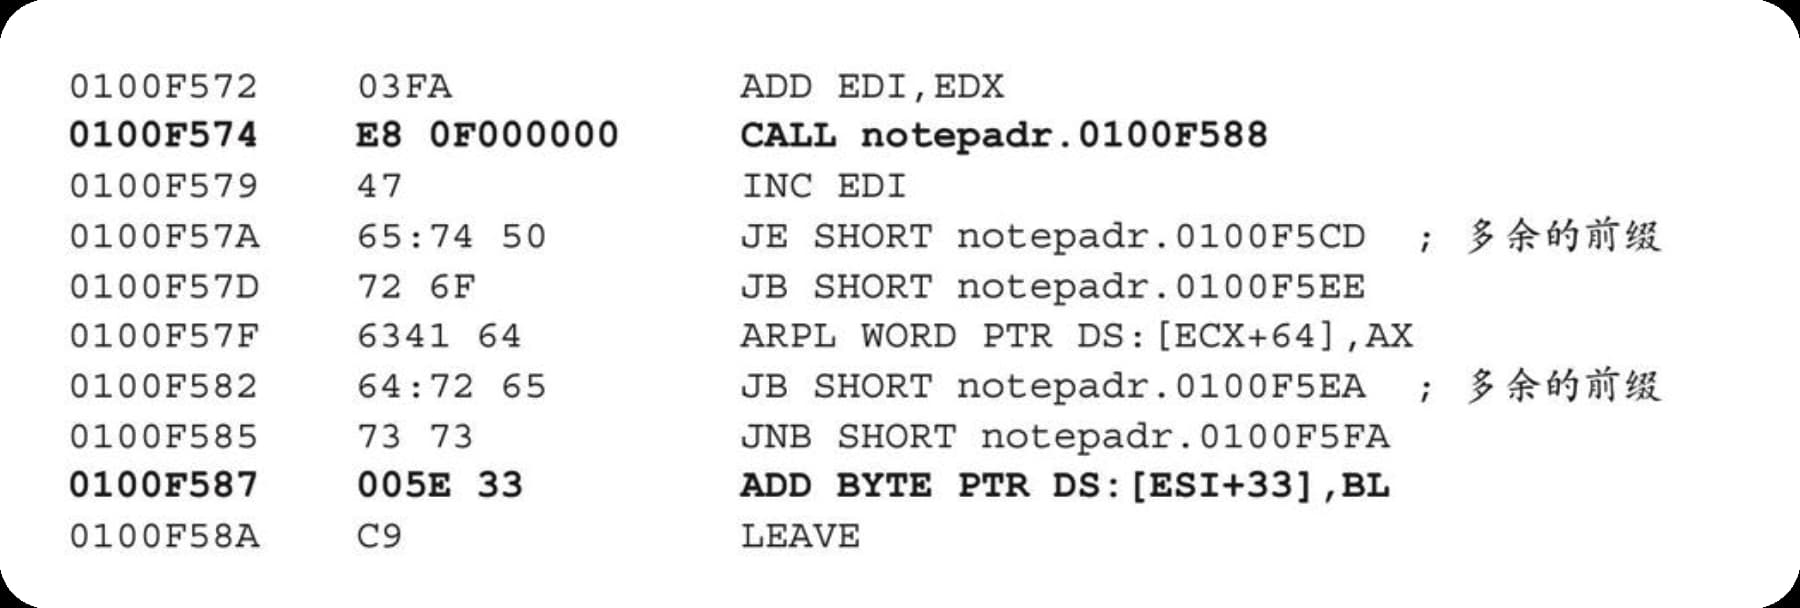 0100F572    03FA           ADD EDI,EDX
0100F574    E8 0F000000    CALL notepadr.0100F588
0100F579    47             INC EDI
0100F57A    65:74 50       JE SHORT notepadr.0100F5CD  ; 多余的前缀
0100F57D    72 6F          JB SHORT notepadr.0100F5EE
0100F57F    6341 64        ARPL WORD PTR DS:[ECX+64],AX
0100F582    64:72 65       JB SHORT notepadr.0100F5EA  ; 多余的前缀
0100F585    73 73          JNB SHORT notepadr.0100F5FA
0100F587    005E 33        ADD BYTE PTR DS:[ESI+33],BL
0100F58A    C9             LEAVE